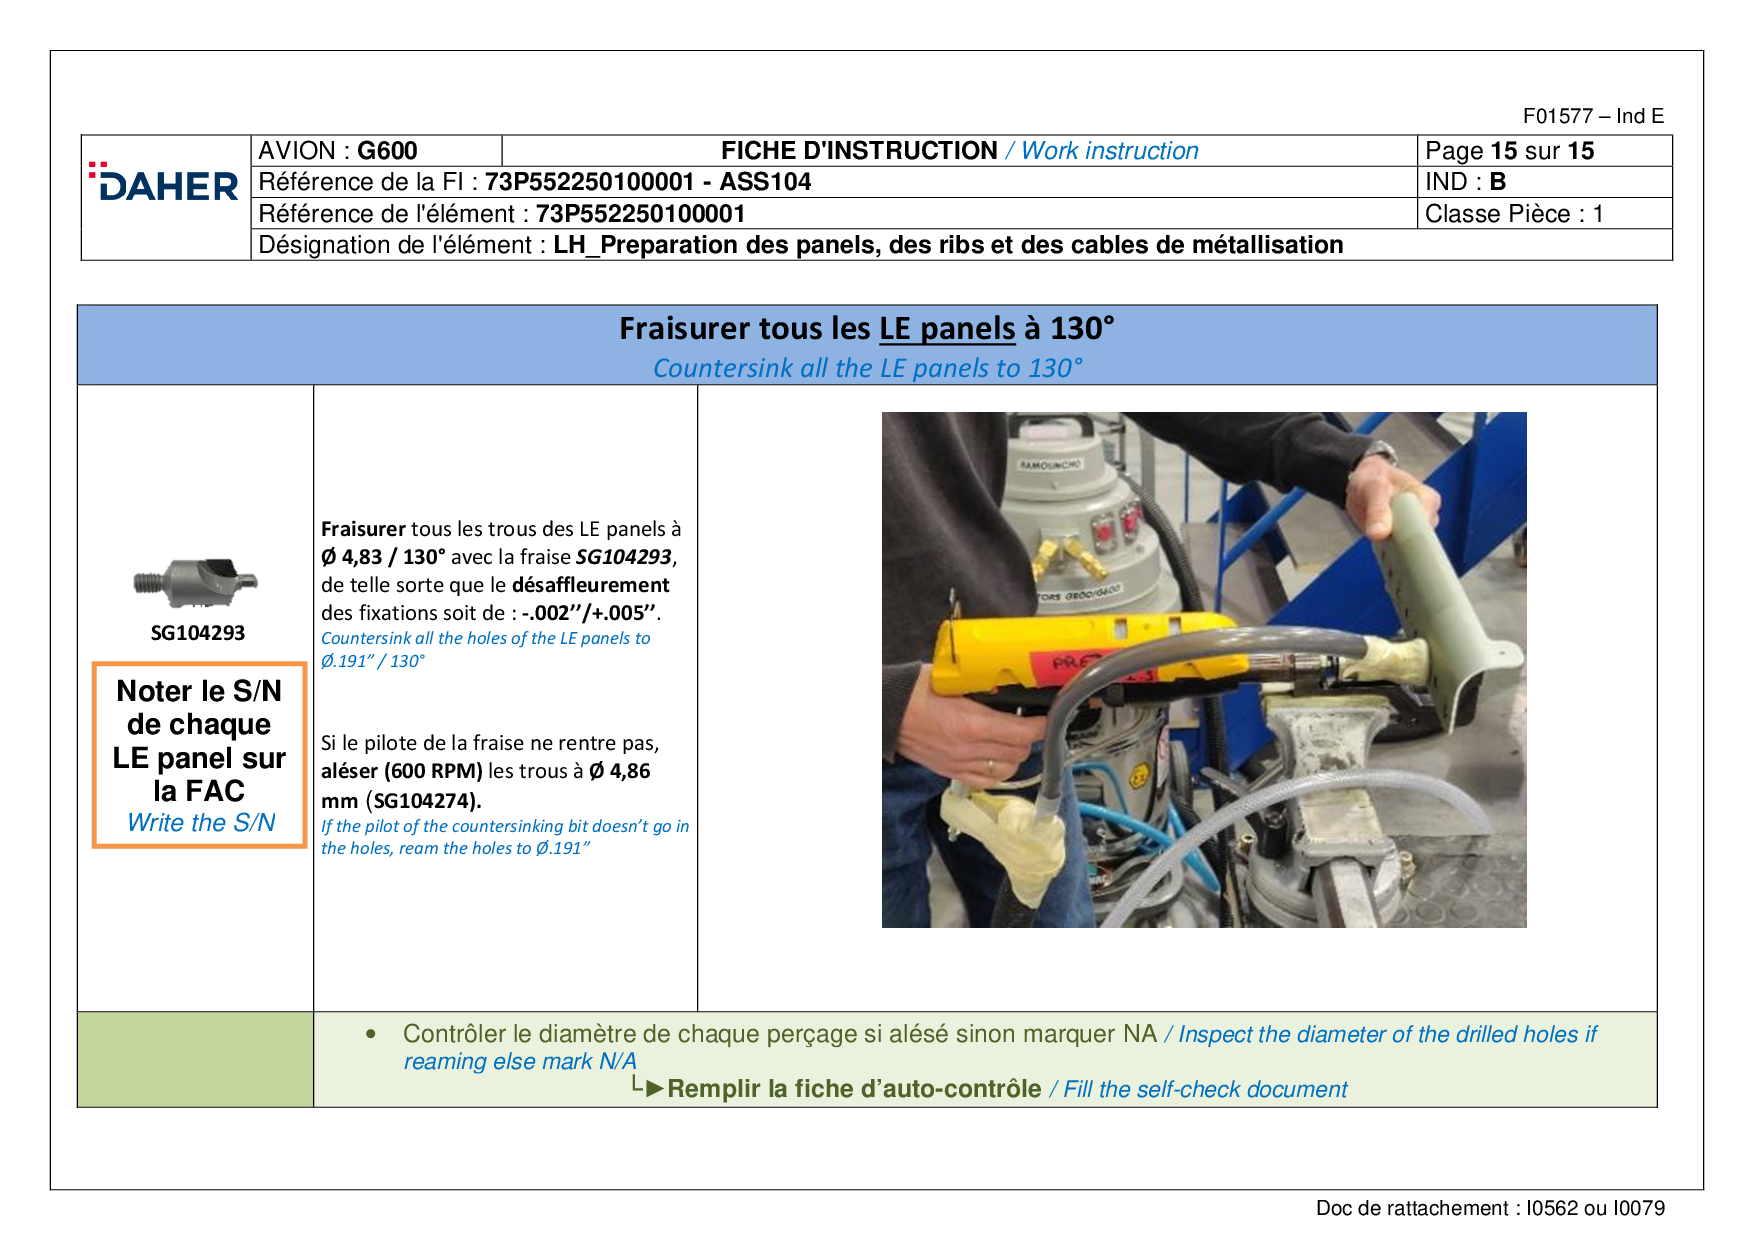 F01577 – Ind E
DAHER
AVION : G600
FICHE D'INSTRUCTION / Work instruction
Page 15 sur 15
Référence de la FI : 73P552250100001 - ASS104
IND : B
Référence de l'élément : 73P552250100001
Classe Pièce : 1
Désignation de l'élément : LH_Preparation des panels, des ribs et des cables de métallisation
Fraisurer tous les LE panels à 130°
Countersink all the LE panels to 130°
SG104293
Noter le S/N
de chaque
LE panel sur
la FAC
Write the S/N
Fraisurer tous les trous des LE panels à
Ø 4,83 / 130° avec la fraise SG104293,
de telle sorte que le désaffleurement
des fixations soit de : -.002’’/+.005’’.
Countersink all the holes of the LE panels to
Ø.191” / 130°
Si le pilote de la fraise ne rentre pas,
aléser (600 RPM) les trous à Ø 4,86
mm (SG104274).
If the pilot of the countersinking bit doesn’t go in
the holes, ream the holes to Ø.191”
RAMOUNCHO
TORS G500/G600
PRE
• Contrôler le diamètre de chaque perçage si alésé sinon marquer NA / Inspect the diameter of the drilled holes if
reaming else mark N/A
└►Remplir la fiche d’auto-contrôle / Fill the self-check document
Doc de rattachement : I0562 ou I0079